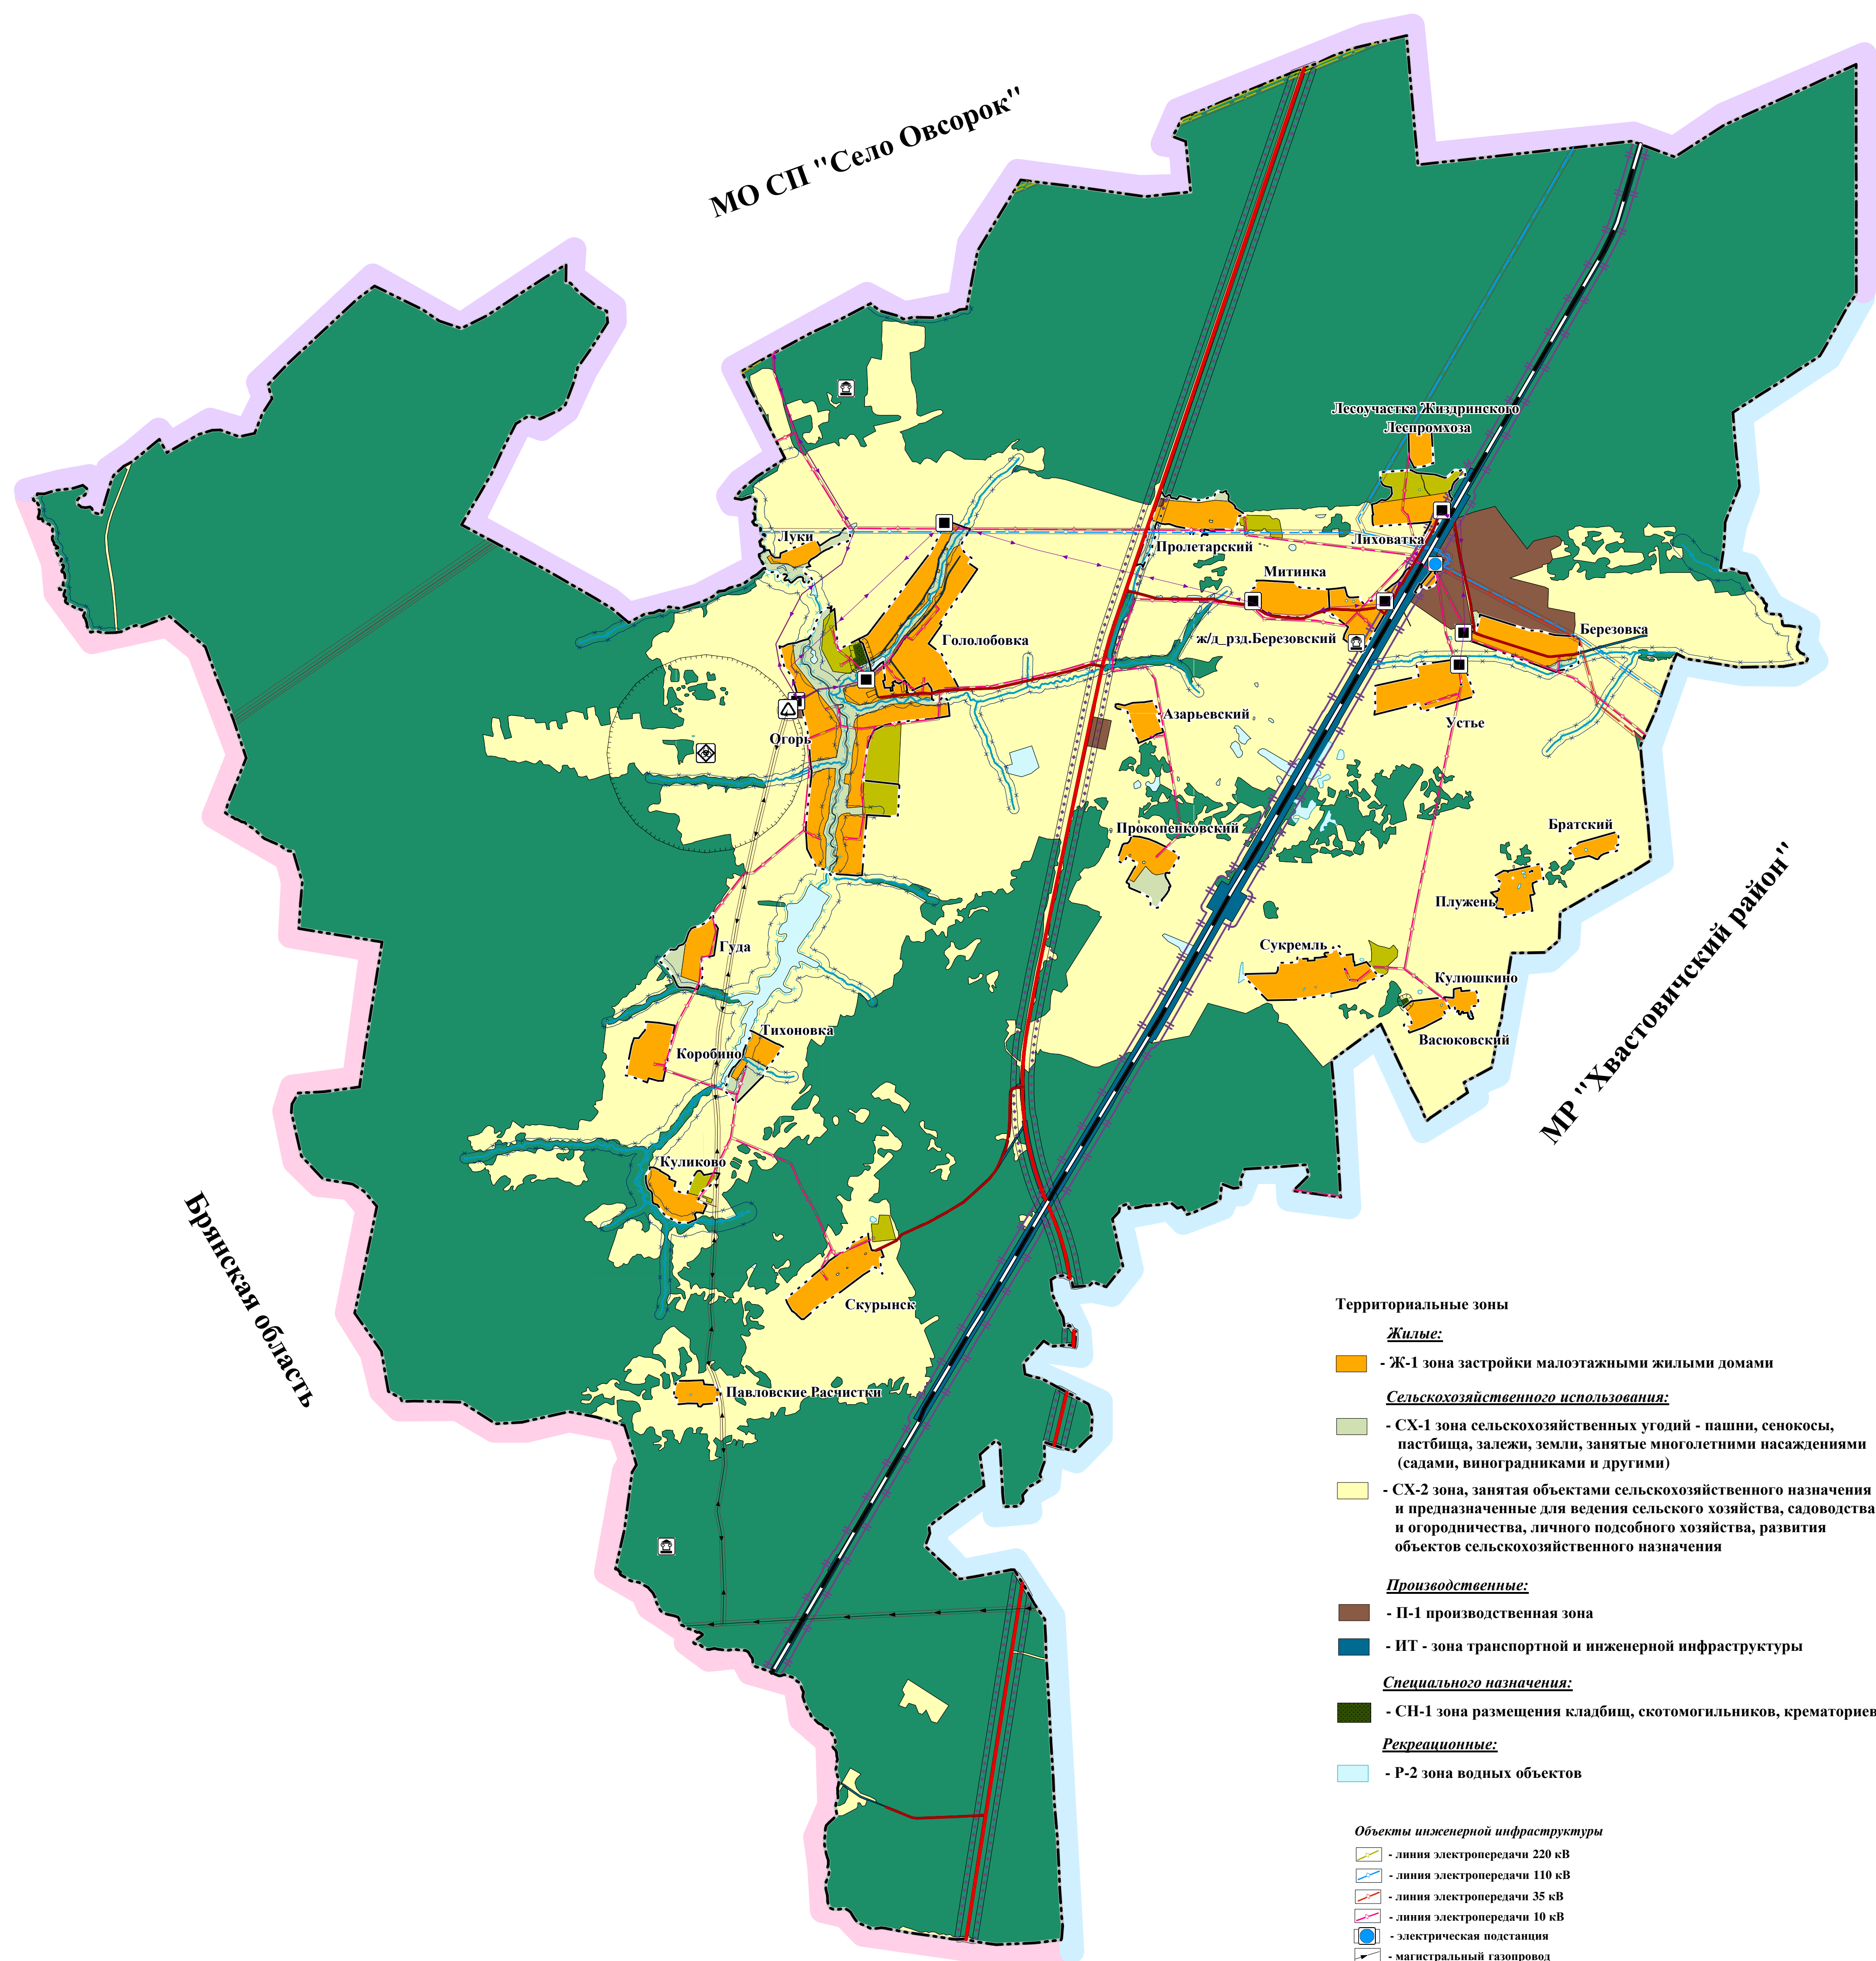 МО СП "Село Овсорок"
Лесоучастка Жиздринского
Леспромхоза
Луки
Пролетарский
Лиховатка
Митинка
Гололобовка
ж/д_рзд.Березовский
Березовка
Азарьевский
Устье
Огорь
Прокопенковский
Братский
Плужень
Гуда
Сукремль
Кулюшкино
Тихоновка
Коробино
Васюковский
МР "Хвастовичский район"
Куликово
Брянская область
Скурынск
Павловские Расчистки
Территориальные зоны
Жилые:
- Ж-1 зона застройки малоэтажными жилыми домами
Сельскохозяйственного использования:
- СХ-1 зона сельскохозяйственных угодий - пашни, сенокосы,
пастбища, залежи, земли, занятые многолетними насаждениями
(садами, виноградниками и другими)
- СХ-2 зона, занятая объектами сельскохозяйственного назначения
и предназначенные для ведения сельского хозяйства, садоводства
и огородничества, личного подсобного хозяйства, развития
объектов сельскохозяйственного назначения
Производственные:
- П-1 производственная зона
- ИТ - зона транспортной и инженерной инфраструктуры
Специального назначения:
- СН-1 зона размещения кладбищ, скотомогильников, крематориев
Рекреационные:
- Р-2 зона водных объектов
Объекты инженерной инфраструктуры
- линия электропередачи 220 кВ
- линия электропередачи 110 кВ
- линия электропередачи 35 кВ
- линия электропередачи 10 кВ
- электрическая подстанция
- магистральный газопровод